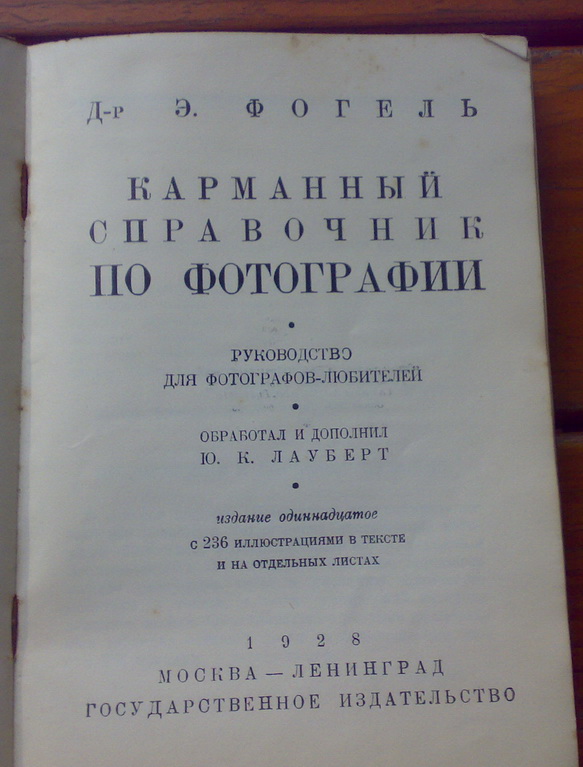 Д-р Э. ФОГЕЛЬ
КАРМАННЫЙ
СПРАВОЧНИК
ПО ФОТОГРАФИИ
РУКОВОДСТВО
ДЛЯ ФОТОГРАФОВ-ЛЮБИТЕЛЕЙ
ОБРАБОТАЛ И ДОПОЛНИЛ
Ю. К. ЛАУБЕРТ
издание одиннадцатое
С 236 ИЛЛЮСТРАЦИЯМИ В ТЕКСТЕ
И НА ОТДЕЛЬНЫХ ЛИСТАХ
1928
МОСКВА — ЛЕНИНГРАД
ГОСУДАРСТВЕННОЕ ИЗДАТЕЛЬСТВО